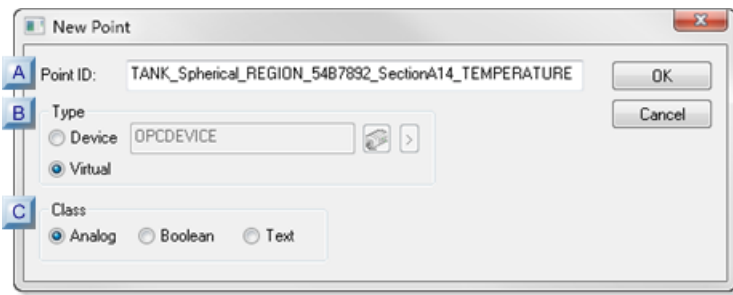 New Point
A Point ID: TANK_Spherical_REGION_54B7892_SectionA14_TEMPERATURE OK
B Type Cancel
Device OPCDEVICE >
Virtual
C Class
Analog Boolean Text